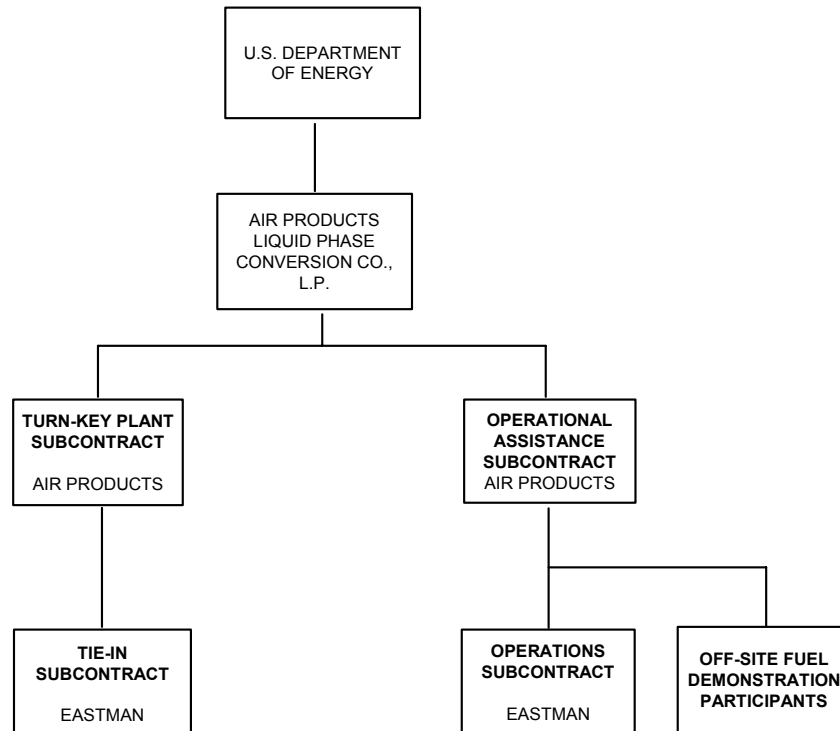 U.S. DEPARTMENT
OF ENERGY
AIR PRODUCTS
LIQUID PHASE
CONVERSION CO.,
L.P.
TURN-KEY PLANT
SUBCONTRACT
AIR PRODUCTS
OPERATIONAL
ASSISTANCE
SUBCONTRACT
AIR PRODUCTS
TIE-IN
SUBCONTRACT
EASTMAN
OPERATIONS
SUBCONTRACT
EASTMAN
OFF-SITE FUEL
DEMONSTRATION
PARTICIPANTS